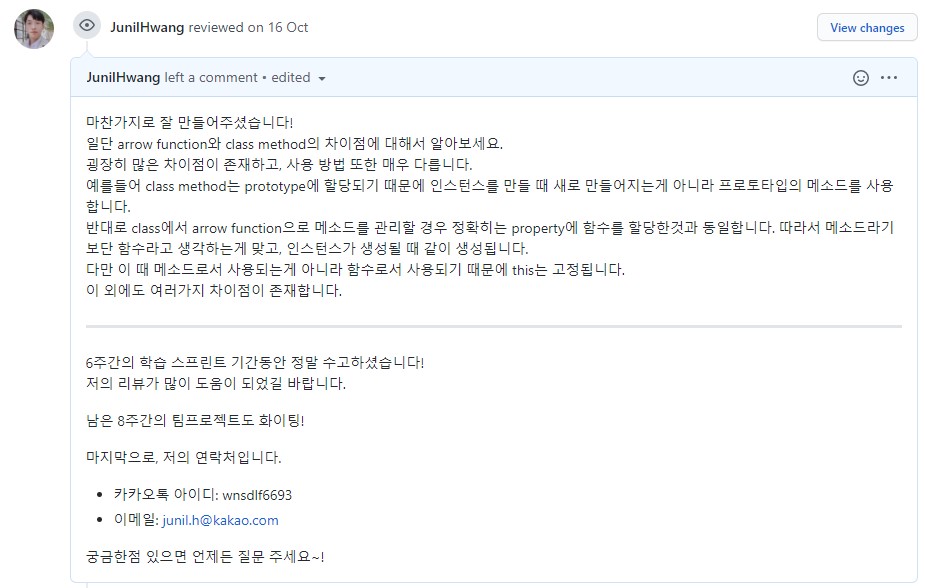 JunilHwang reviewed on 16 Oct
View changes
JunilHwang left a comment • edited
마찬가지로 잘 만들어주셨습니다!
일단 arrow function와 class method의 차이점에 대해서 알아보세요.
굉장히 많은 차이점이 존재하고, 사용 방법 또한 매우 다릅니다.
예를들어 class method는 prototype에 할당되기 때문에 인스턴스를 만들 때 새로 만들어지는게 아니라 프로토타입의 메소드를 사용
합니다.
반대로 class에서 arrow function으로 메소드를 관리할 경우 정확히는 property에 함수를 할당한것과 동일합니다. 따라서 메소드라기
보단 함수라고 생각하는게 맞고, 인스턴스가 생성될 때 같이 생성됩니다.
다만 이 때 메소드로서 사용되는게 아니라 함수로서 사용되기 때문에 this는 고정됩니다.
이 외에도 여러가지 차이점이 존재합니다.
6주간의 학습 스프린트 기간동안 정말 수고하셨습니다!
저의 리뷰가 많이 도움이 되었길 바랍니다.
남은 8주간의 팀프로젝트도 화이팅!
마지막으로, 저의 연락처입니다.
• 카카오톡 아이디: wnsdlf6693
• 이메일: junil.h@kakao.com
궁금한점 있으면 언제든 질문 주세요~!